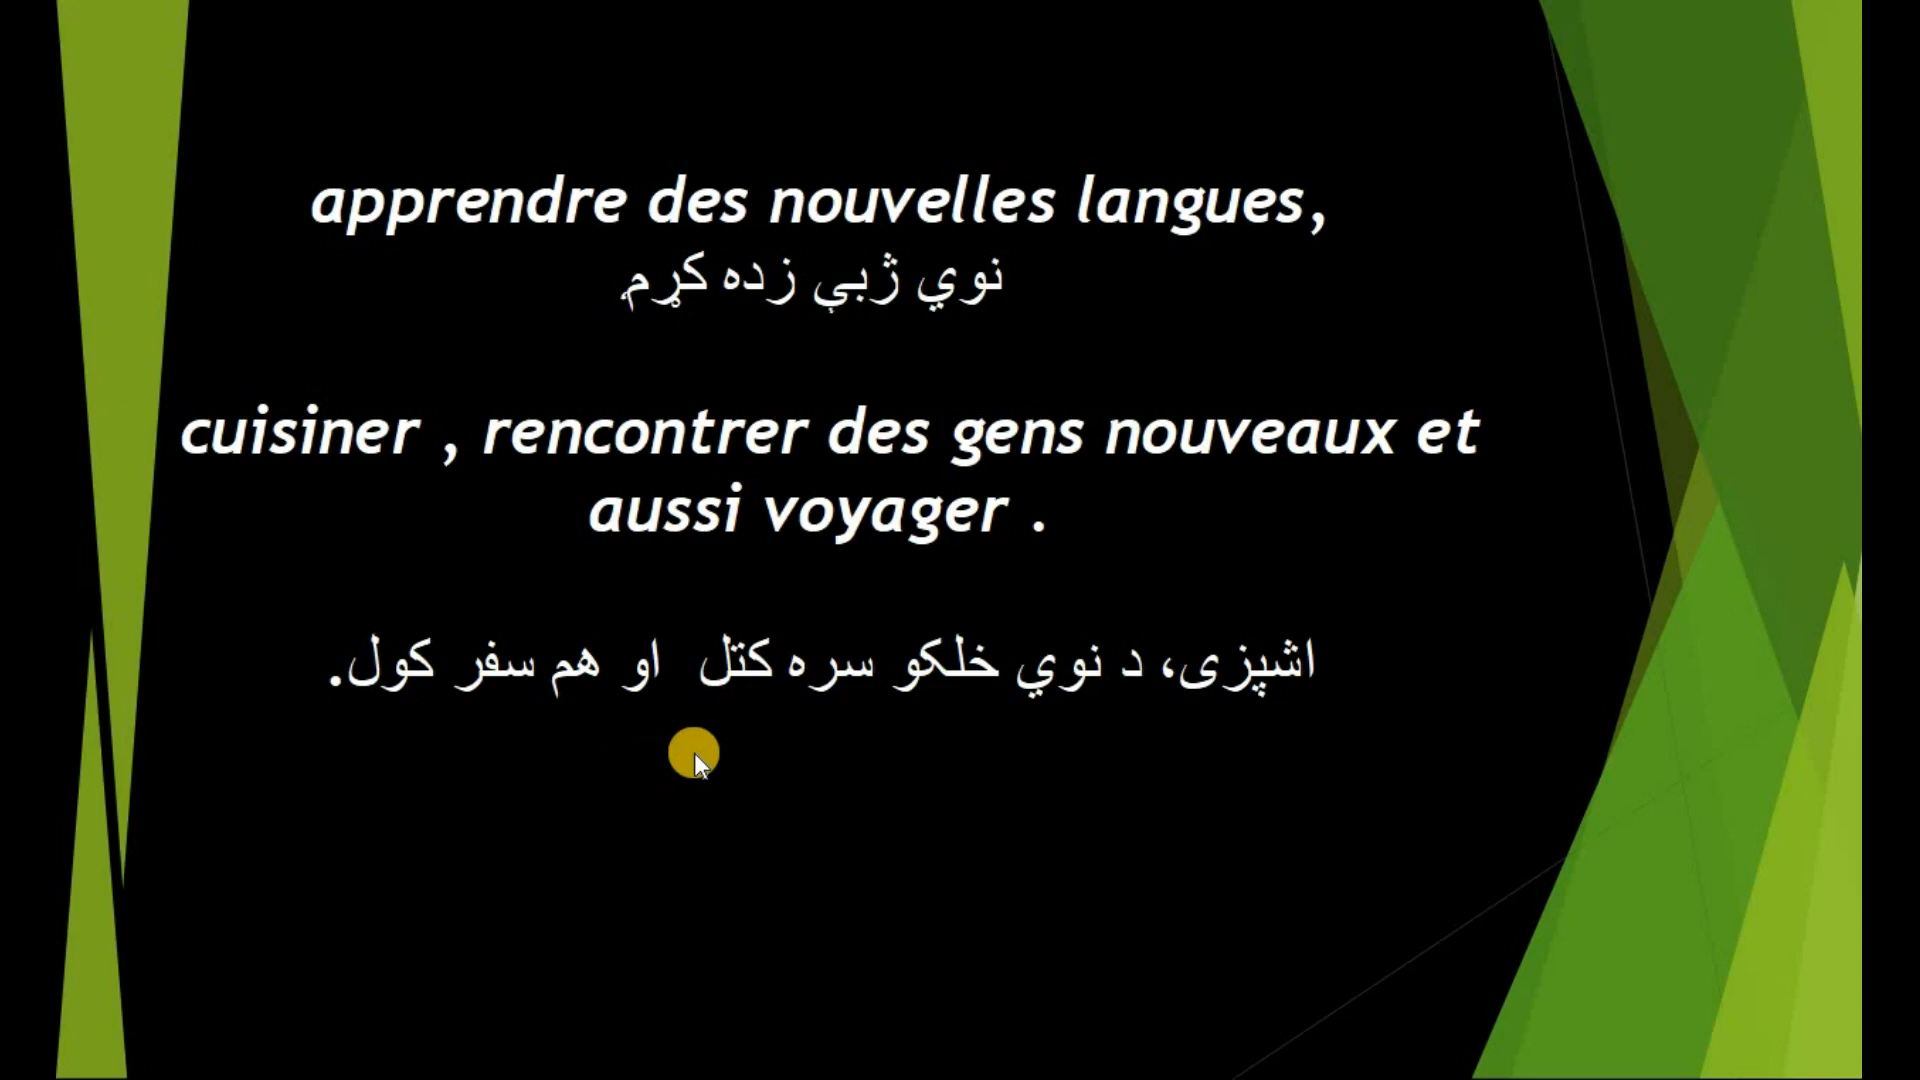 apprendre des nouvelles langues,
نوي ژبې زده کړم.
cuisiner , rencontrer des gens nouveaux et
aussi voyager .
اشپزی، د نوي خلکو سره کتل  او هم سفر کول.